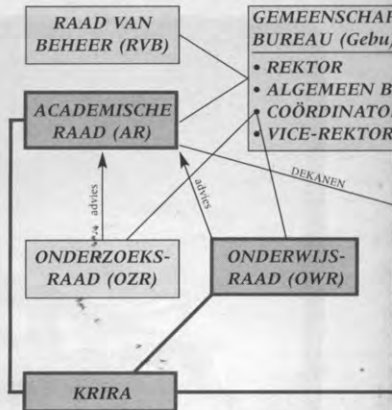 RAAD VAN
BEHEER (RVB)
GEMEENSCHAP
BUREAU (Gebu
• REKTOR
• ALGEMEEN B
• COÖRDINATO
• VICE-REKTOR
ACADEMISCHE
RAAD (AR)
DEKANEN
advies
advies
ONDERZOEKS-
RAAD (OZR)
ONDERWIJS-
RAAD (OWR)
KRIRA